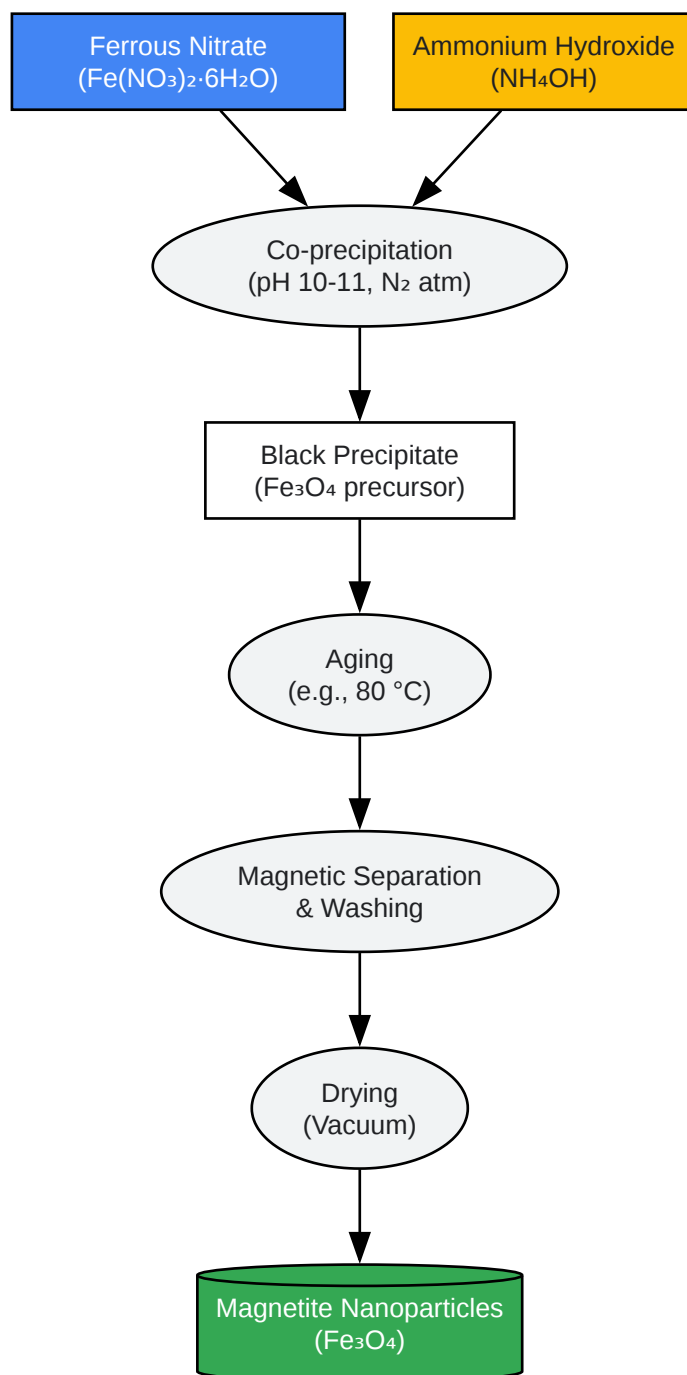 Ferrous Nitrate
(Fe(NO₃)₂·6H₂O)
Ammonium Hydroxide
(NH₄OH)
Co-precipitation
(pH 10-11, N₂ atm)
Black Precipitate
(Fe₃O₄ precursor)
Aging
(e.g., 80 °C)
Magnetic Separation
& Washing
Drying
(Vacuum)
Magnetite Nanoparticles
(Fe₃O₄)